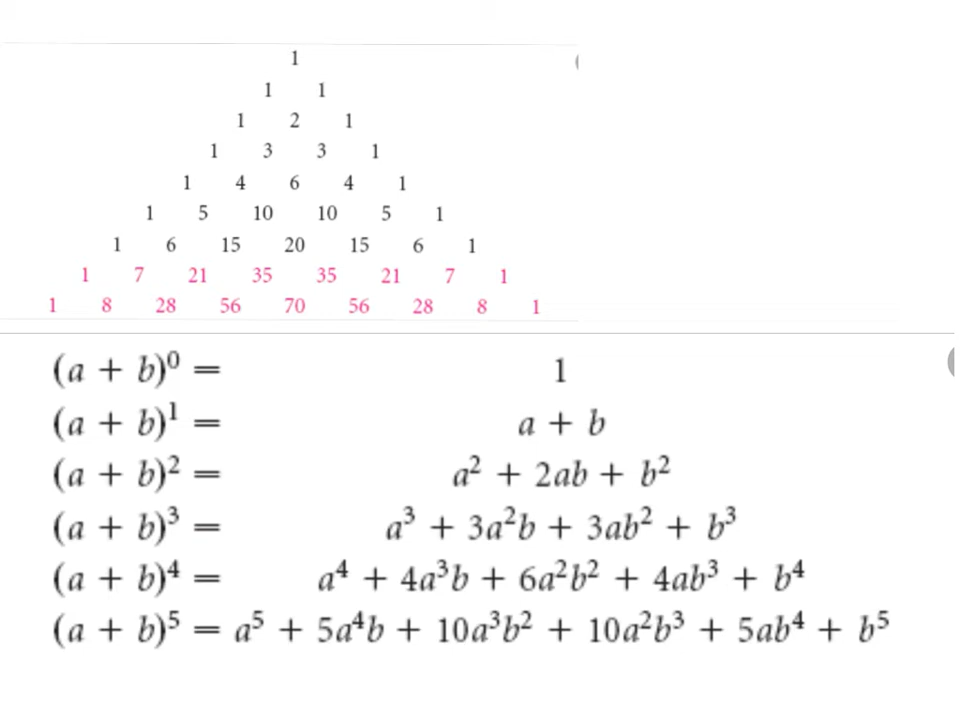 1
1 1
1 2 1
1 3 3 1
1 4 6 4 1
1 5 10 10 5 1
1 6 15 20 15 6 1
1 7 21 35 35 21 7 1
1 8 28 56 70 56 28 8 1
(a + b)⁰ = 1
(a + b)¹ = a + b
(a + b)² = a² + 2ab + b²
(a + b)³ = a³ + 3a²b + 3ab² + b³
(a + b)⁴ = a⁴ + 4a³b + 6a²b² + 4ab³ + b⁴
(a + b)⁵ = a⁵ + 5a⁴b + 10a³b² + 10a²b³ + 5ab⁴ + b⁵